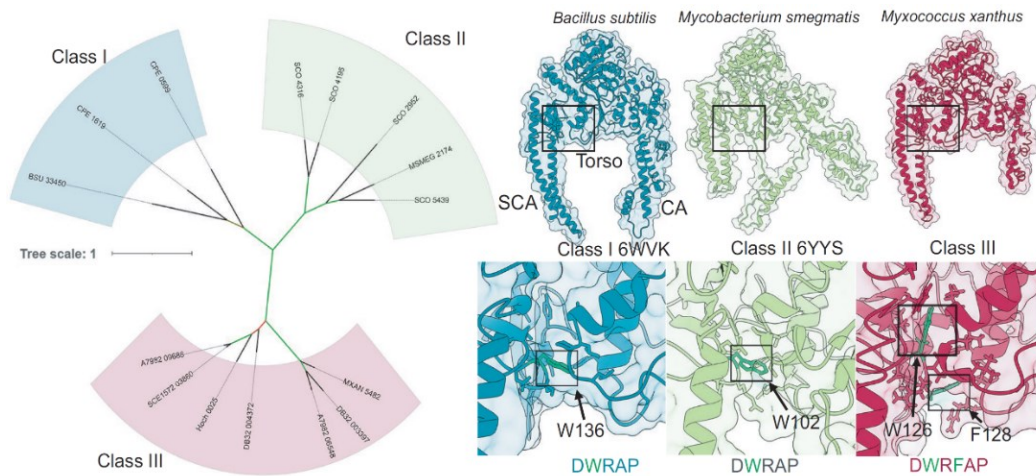 Class I
CPE 0599
CPE 1619
BSU 33450
Tree scale: 1
Class II
SCO 4316
SCO 4195
SCO 2952
MSMEG 2174
SCO 5439
Class III
A7982 09686
SCE1572 03860
Hoch 0025
DB32 004372
A7982 06548
DB32 003397
MXAN 5482
Bacillus subtilis
Mycobacterium smegmatis
Myxococcus xanthus
SCA
Torso
CA
Class I 6WVK
Class II 6YYS
Class III
W136
W102
W126
F128
DWRAP
DWRAP
DWRFAP